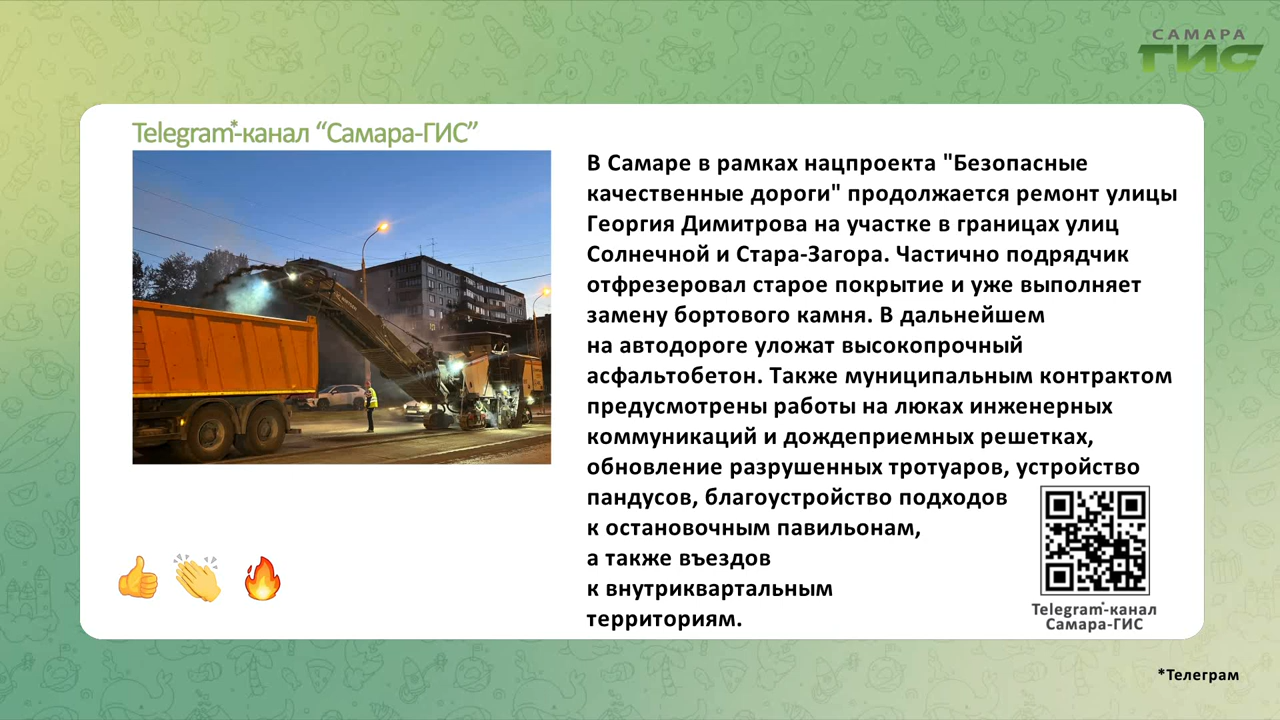 САМАРА
ГИС
Telegram*-канал “Самара-ГИС”
В Самаре в рамках нацпроекта "Безопасные
качественные дороги" продолжается ремонт улицы
Георгия Димитрова на участке в границах улиц
Солнечной и Стара-Загора. Частично подрядчик
отфрезеровал старое покрытие и уже выполняет
замену бортового камня. В дальнейшем
на автодороге уложат высокопрочный
асфальтобетон. Также муниципальным контрактом
предусмотрены работы на люках инженерных
коммуникаций и дождеприемных решетках,
обновление разрушенных тротуаров, устройство
пандусов, благоустройство подходов
к остановочным павильонам,
а также въездов
к внутриквартальным
территориям.
Telegram*-канал
Самара-ГИС
*Телеграм